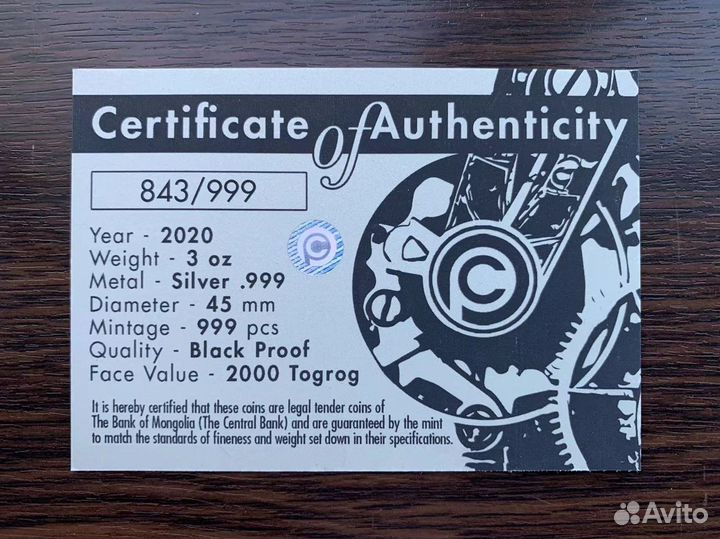 Certificate of Authenticity
843/999
Year - 2020
Weight - 3 oz
Metal - Silver .999
Diameter - 45 mm
Mintage - 999 pcs
Quality - Black Proof
Face Value - 2000 Togrog
It is hereby certified that these coins are legal tender coins of
The Bank of Mongolia (The Central Bank) and are guaranteed by the mint
to match the standards of fineness and weight set down in their specifications.
Avito